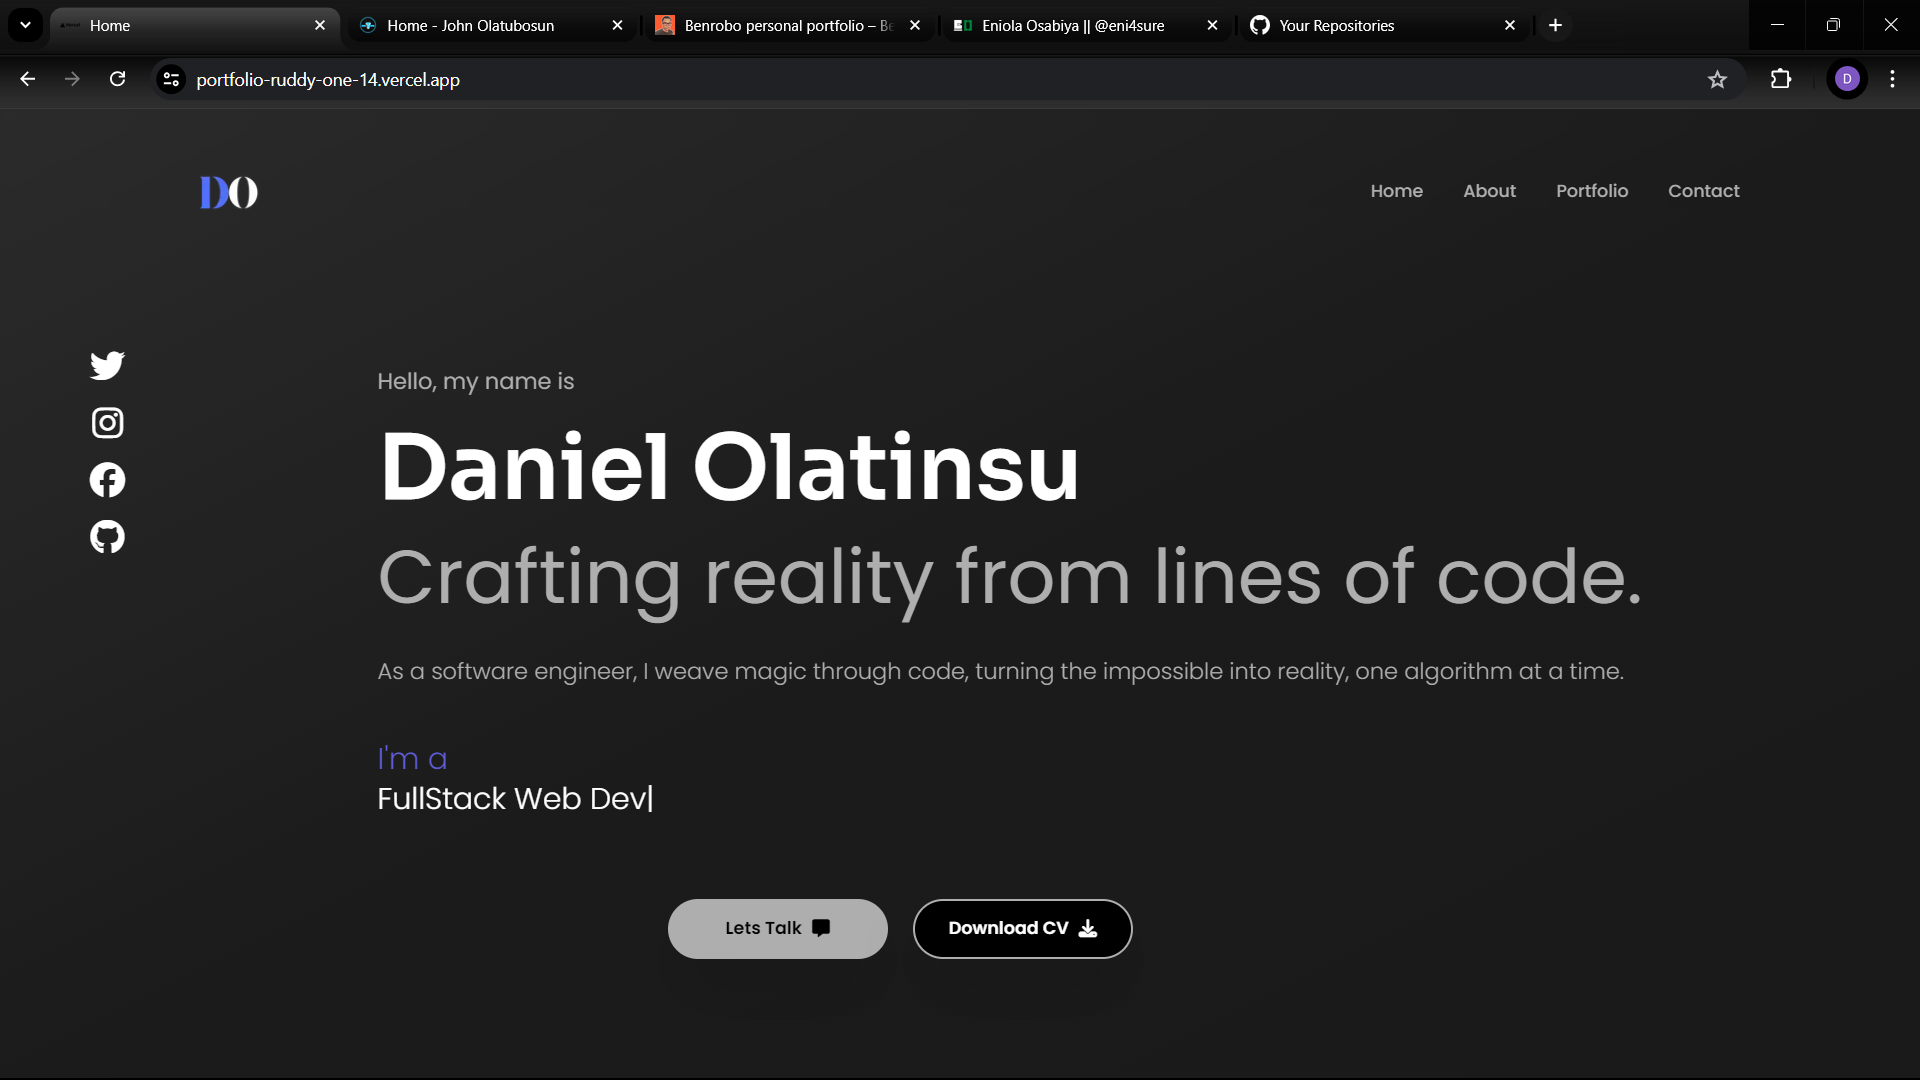 Home
Home - John Olatubosun
Benrobo personal portfolio – Be
Eniola Osabiya || @eni4sure
Your Repositories
portfolio-ruddy-one-14.vercel.app
D
DO
Home
About
Portfolio
Contact
Hello, my name is
Daniel Olatinsu
Crafting reality from lines of code.
As a software engineer, I weave magic through code, turning the impossible into reality, one algorithm at a time.
I'm a
FullStack Web Dev|
Lets Talk
Download CV